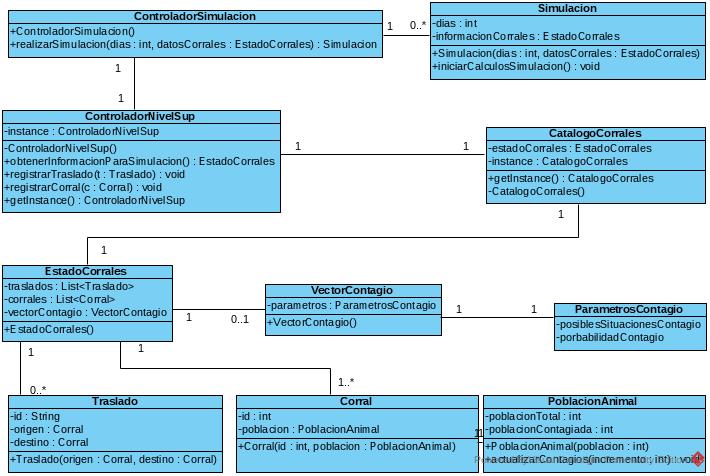 ControladorSimulacion
+ControladorSimulacion()
+realizarSimulacion(dias : int, datosCorrales : EstadoCorrales) : Simulacion
1
0..*
Simulacion
-dias : int
-informacionCorrales : EstadoCorrales
+Simulacion(dias : int, datosCorrales : EstadoCorrales)
+iniciarCalculosSimulacion() : void
1
1
ControladorNivelSup
-instance : ControladorNivelSup
-ControladorNivelSup()
+obtenerInformacionParaSimulacion() : EstadoCorrales
+registrarTraslado(t : Traslado) : void
+registrarCorral(c : Corral) : void
+getInstance() : ControladorNivelSup
1
1
CatalogoCorrales
-estadoCorrales : EstadoCorrales
-instance : CatalogoCorrales
+getInstance() : CatalogoCorrales
-CatalogoCorrales()
1
1
EstadoCorrales
-traslados : List<Traslado>
-corrales : List<Corral>
-vectorContagio : VectorContagio
+EstadoCorrales()
1
0..1
VectorContagio
-parametros : ParametrosContagio
+VectorContagio()
1
1
ParametrosContagio
-posiblesSituacionesContagio
-porbabilidadContagio
1
0..*
1
1..*
Traslado
-id : String
-origen : Corral
-destino : Corral
+Traslado(origen : Corral, destino : Corral)
Corral
-id : int
-poblacion : PoblacionAnimal
+Corral(id : int, poblacion : PoblacionAnimal)
1
1
PoblacionAnimal
-poblacionTotal : int
-poblacionContagiada : int
+PoblacionAnimal(poblacion : int)
+actualizarContagios(incremento : int) : void